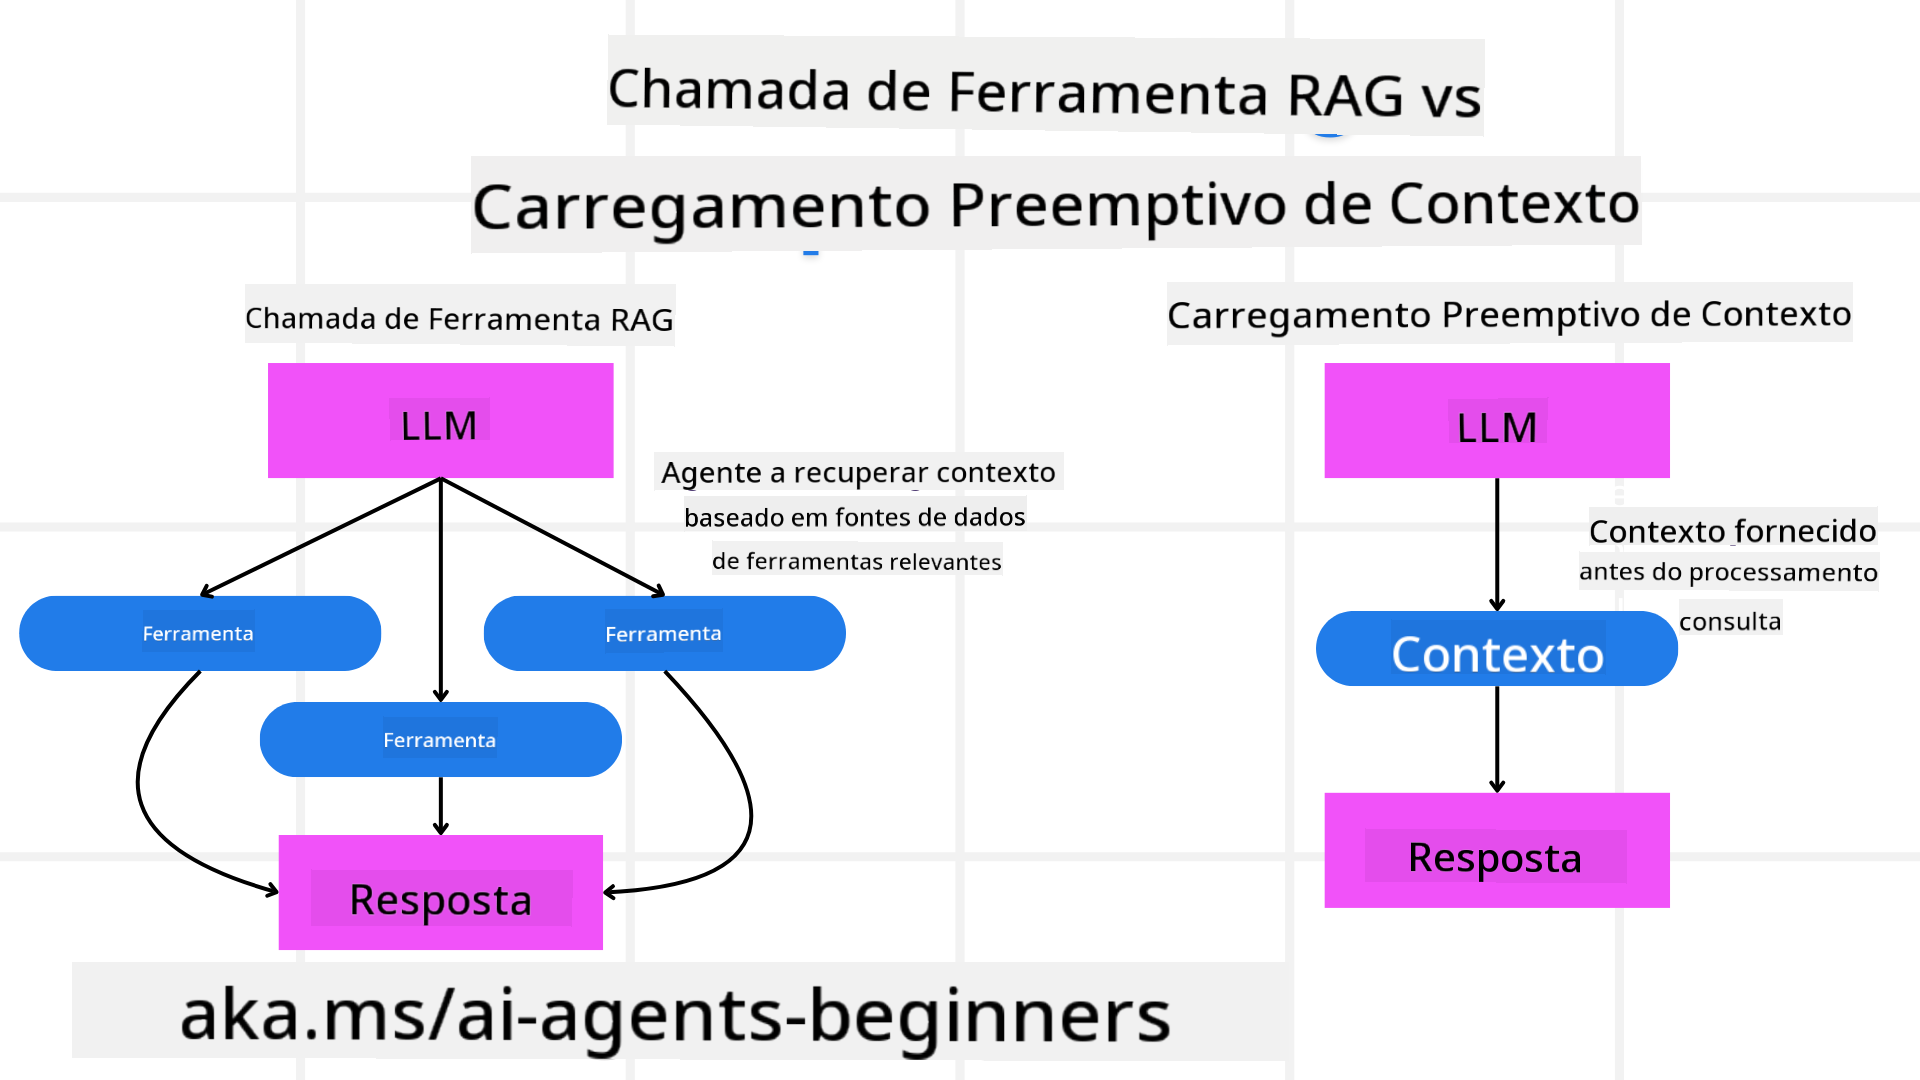 Chamada de Ferramenta RAG vs
Carregamento Preemptivo de Contexto
Chamada de Ferramenta RAG
LLM
Agente a recuperar contexto
baseado em fontes de dados
de ferramentas relevantes
Ferramenta
Ferramenta
Ferramenta
Resposta
Carregamento Preemptivo de Contexto
LLM
Contexto fornecido
antes do processamento
consulta
Contexto
Resposta
aka.ms/ai-agents-beginners